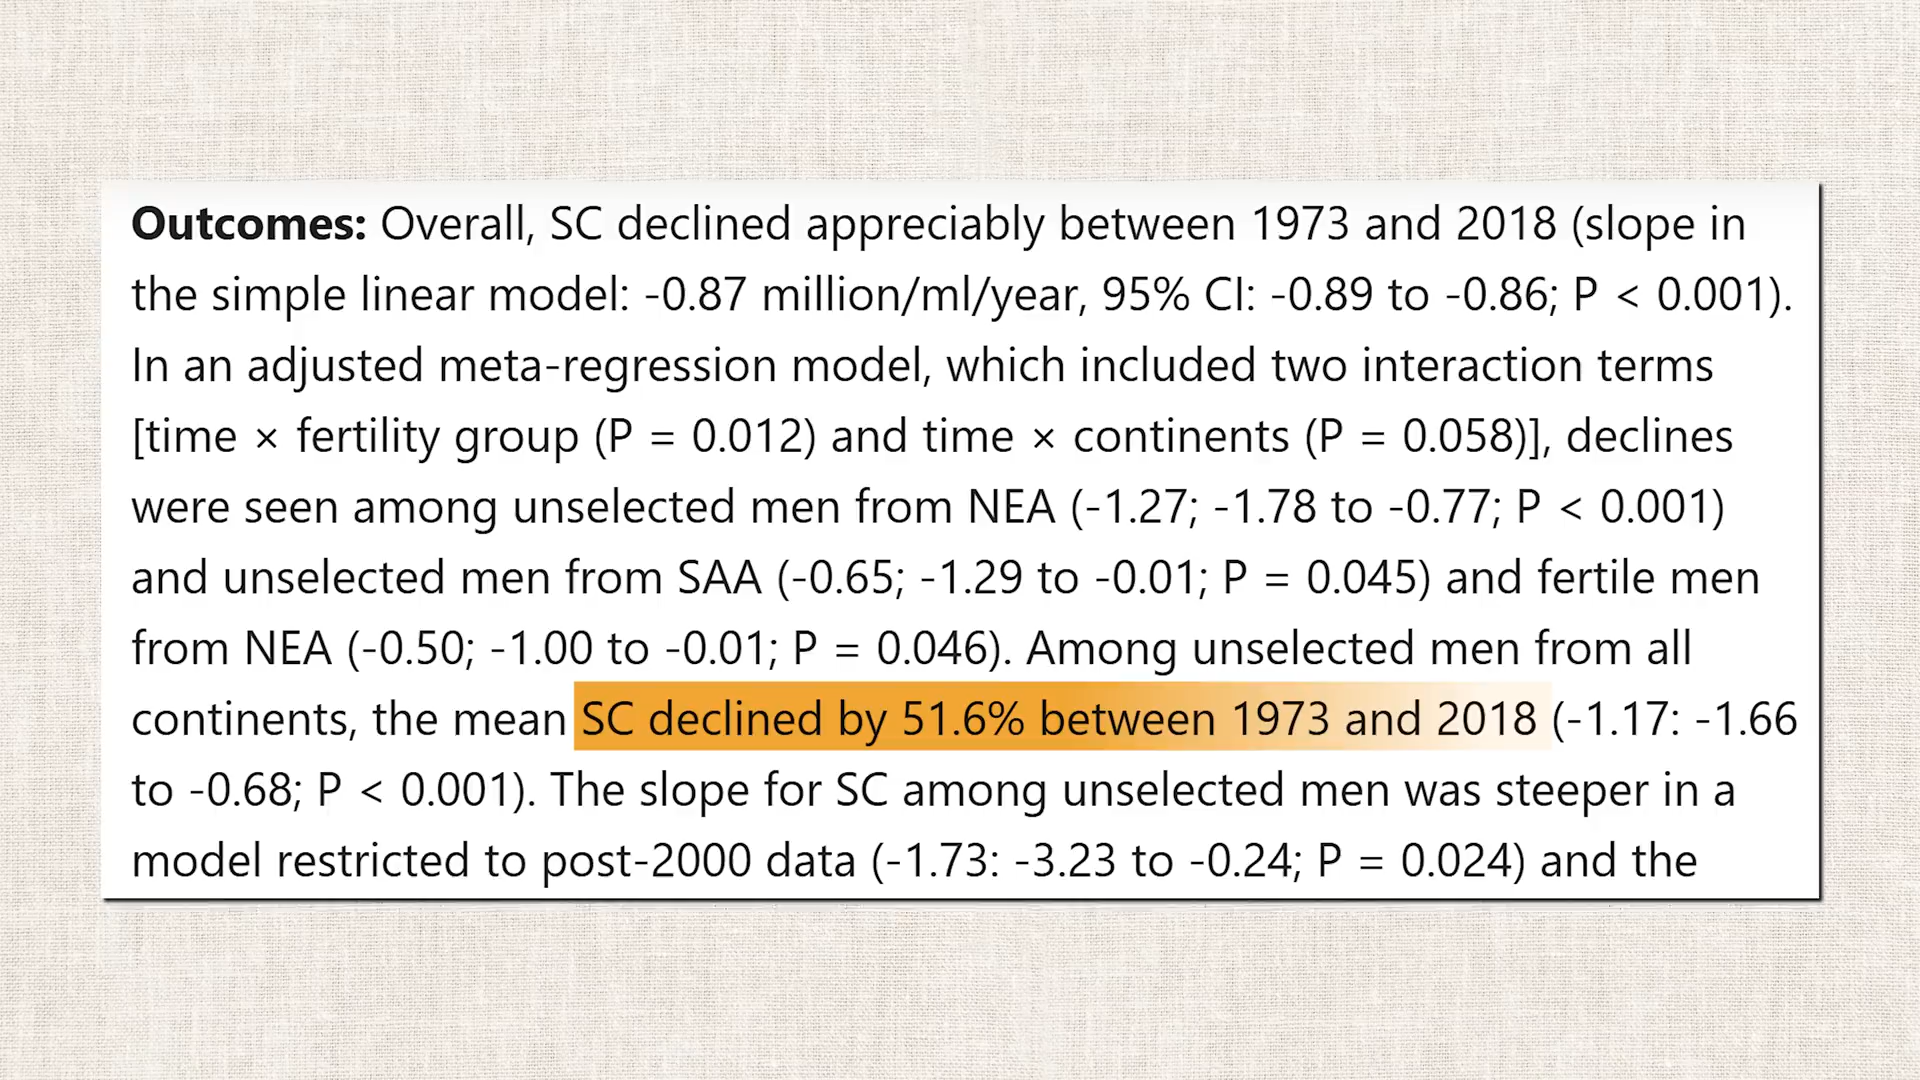 Outcomes: Overall, SC declined appreciably between 1973 and 2018 (slope in
the simple linear model: -0.87 million/ml/year, 95% CI: -0.89 to -0.86; P < 0.001).
In an adjusted meta-regression model, which included two interaction terms
[time × fertility group (P = 0.012) and time × continents (P = 0.058)], declines
were seen among unselected men from NEA (-1.27; -1.78 to -0.77; P < 0.001)
and unselected men from SAA (-0.65; -1.29 to -0.01; P = 0.045) and fertile men
from NEA (-0.50; -1.00 to -0.01; P = 0.046). Among unselected men from all
continents, the mean SC declined by 51.6% between 1973 and 2018 (-1.17: -1.66
to -0.68; P < 0.001). The slope for SC among unselected men was steeper in a
model restricted to post-2000 data (-1.73: -3.23 to -0.24; P = 0.024) and the